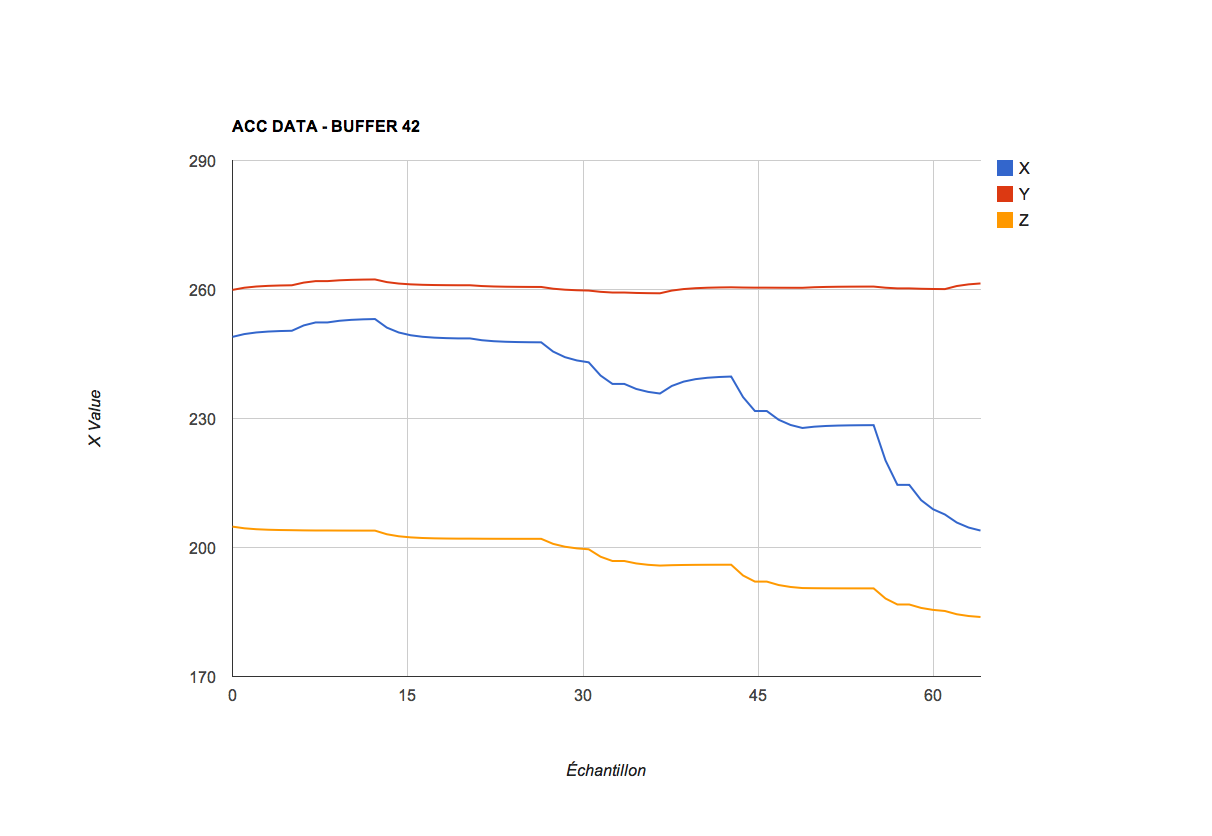 ACC DATA - BUFFER 42
290
260
230
200
170
X Value
0 15 30 45 60
Échantillon
X
Y
Z